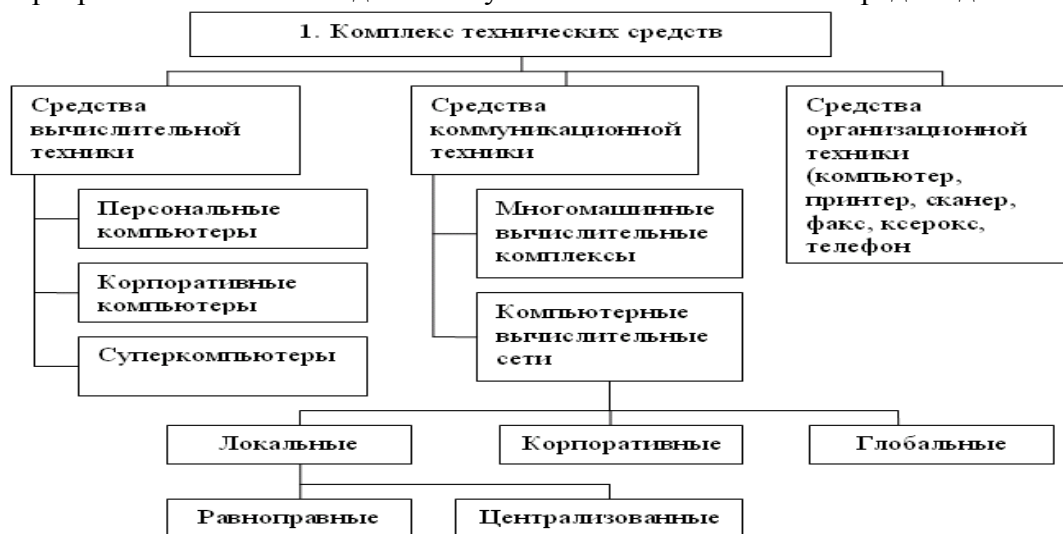 1. Комплекс технических средств
Средства
вычислительной
техники
Персональные
компьютеры
Корпоративные
компьютеры
Суперкомпьютеры
Средства
коммуникационной
техники
Многомашинные
вычислительные
комплексы
Компьютерные
вычислительные
сети
Средства
организационной
техники
(компьютер,
принтер, сканер,
факс, ксерокс,
телефон
Локальные
Корпоративные
Глобальные
Равноправные
Централизованные